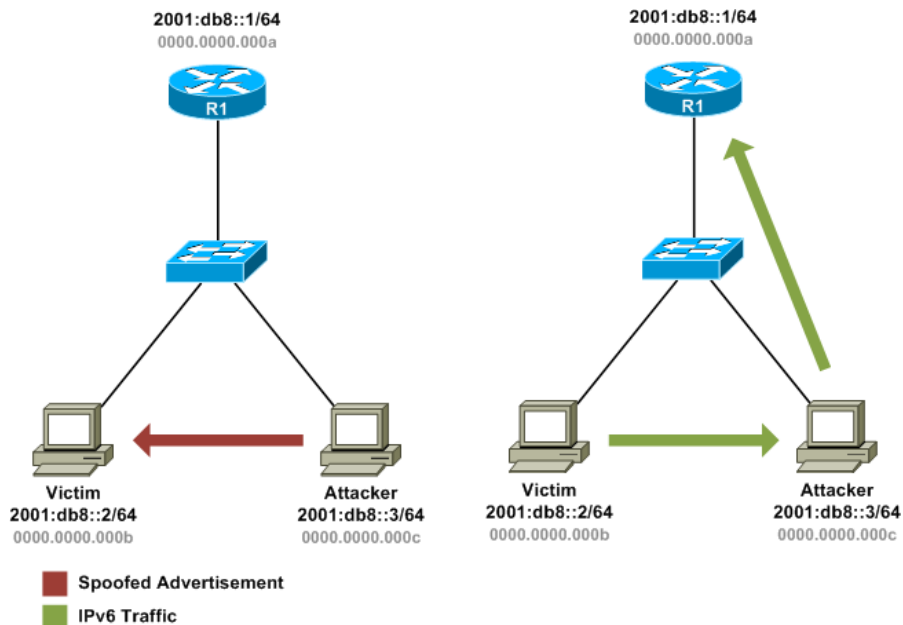 2001:db8::1/64
0000.0000.000a
R1
Victim
2001:db8::2/64
0000.0000.000b
Attacker
2001:db8::3/64
0000.0000.000c
2001:db8::1/64
0000.0000.000a
R1
Victim
2001:db8::2/64
0000.0000.000b
Attacker
2001:db8::3/64
0000.0000.000c
Spoofed Advertisement
IPv6 Traffic